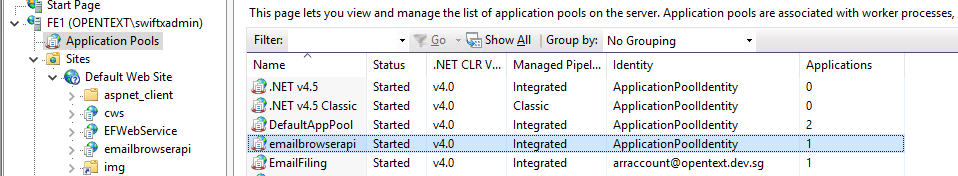 Start Page
FE1 (OPENTEXT\swiftxadmin)
Application Pools
Sites
Default Web Site
aspnet_client
cws
EFWebService
emailbrowserapi
img
This page lets you view and manage the list of application pools on the server. Application pools are associated with worker processes,
Filter: Go Show All Group by: No Grouping
Name Status .NET CLR V... Managed Pipel... Identity Applications
.NET v4.5 Started v4.0 Integrated ApplicationPoolIdentity 0
.NET v4.5 Classic Started v4.0 Classic ApplicationPoolIdentity 0
DefaultAppPool Started v4.0 Integrated ApplicationPoolIdentity 2
emailbrowserapi Started v4.0 Integrated ApplicationPoolIdentity 1
EmailFiling Started v4.0 Integrated arraccount@opentext.dev.sg 1